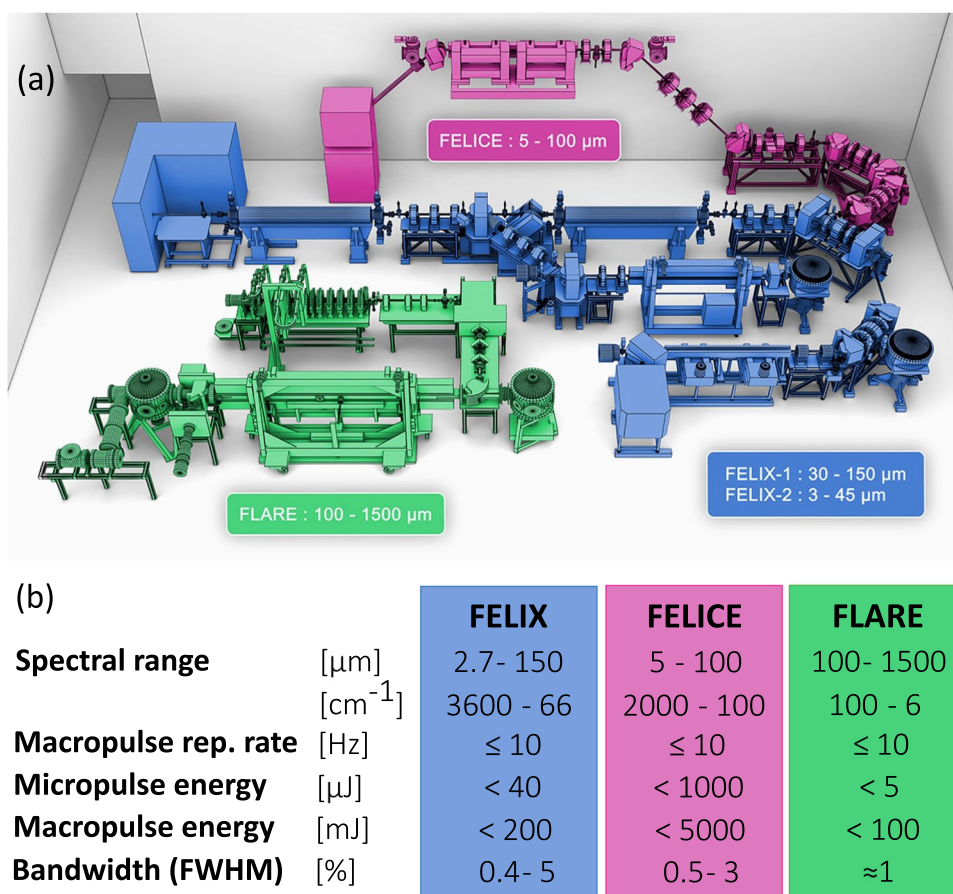 (a)
FELICE : 5 - 100 µm
FELIX-1 : 30 - 150 µm
FELIX-2 : 3 - 45 µm
FLARE : 100 - 1500 µm
(b)
FELIX FELICE FLARE
Spectral range [µm] 2.7- 150 5 - 100 100- 1500
[cm⁻¹] 3600 - 66 2000 - 100 100 - 6
Macropulse rep. rate [Hz] ≤ 10 ≤ 10 ≤ 10
Micropulse energy [µJ] < 40 < 1000 < 5
Macropulse energy [mJ] < 200 < 5000 < 100
Bandwidth (FWHM) [%] 0.4- 5 0.5- 3 ≈1